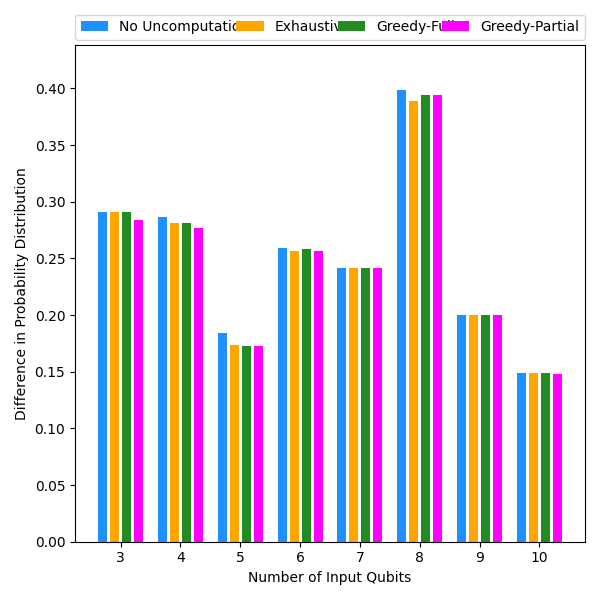 No Uncomputatio Exhaustiv Greedy-Full Greedy-Partial
0.40
0.35
0.30
0.25
0.20
0.15
0.10
0.05
0.00
Difference in Probability Distribution
3 4 5 6 7 8 9 10
Number of Input Qubits